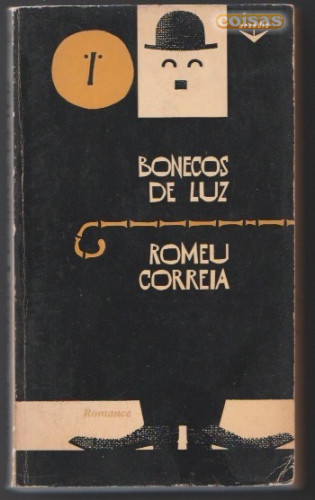 coisas
BONECOS
DE LUZ
ROMEU
CORREIA
Romance